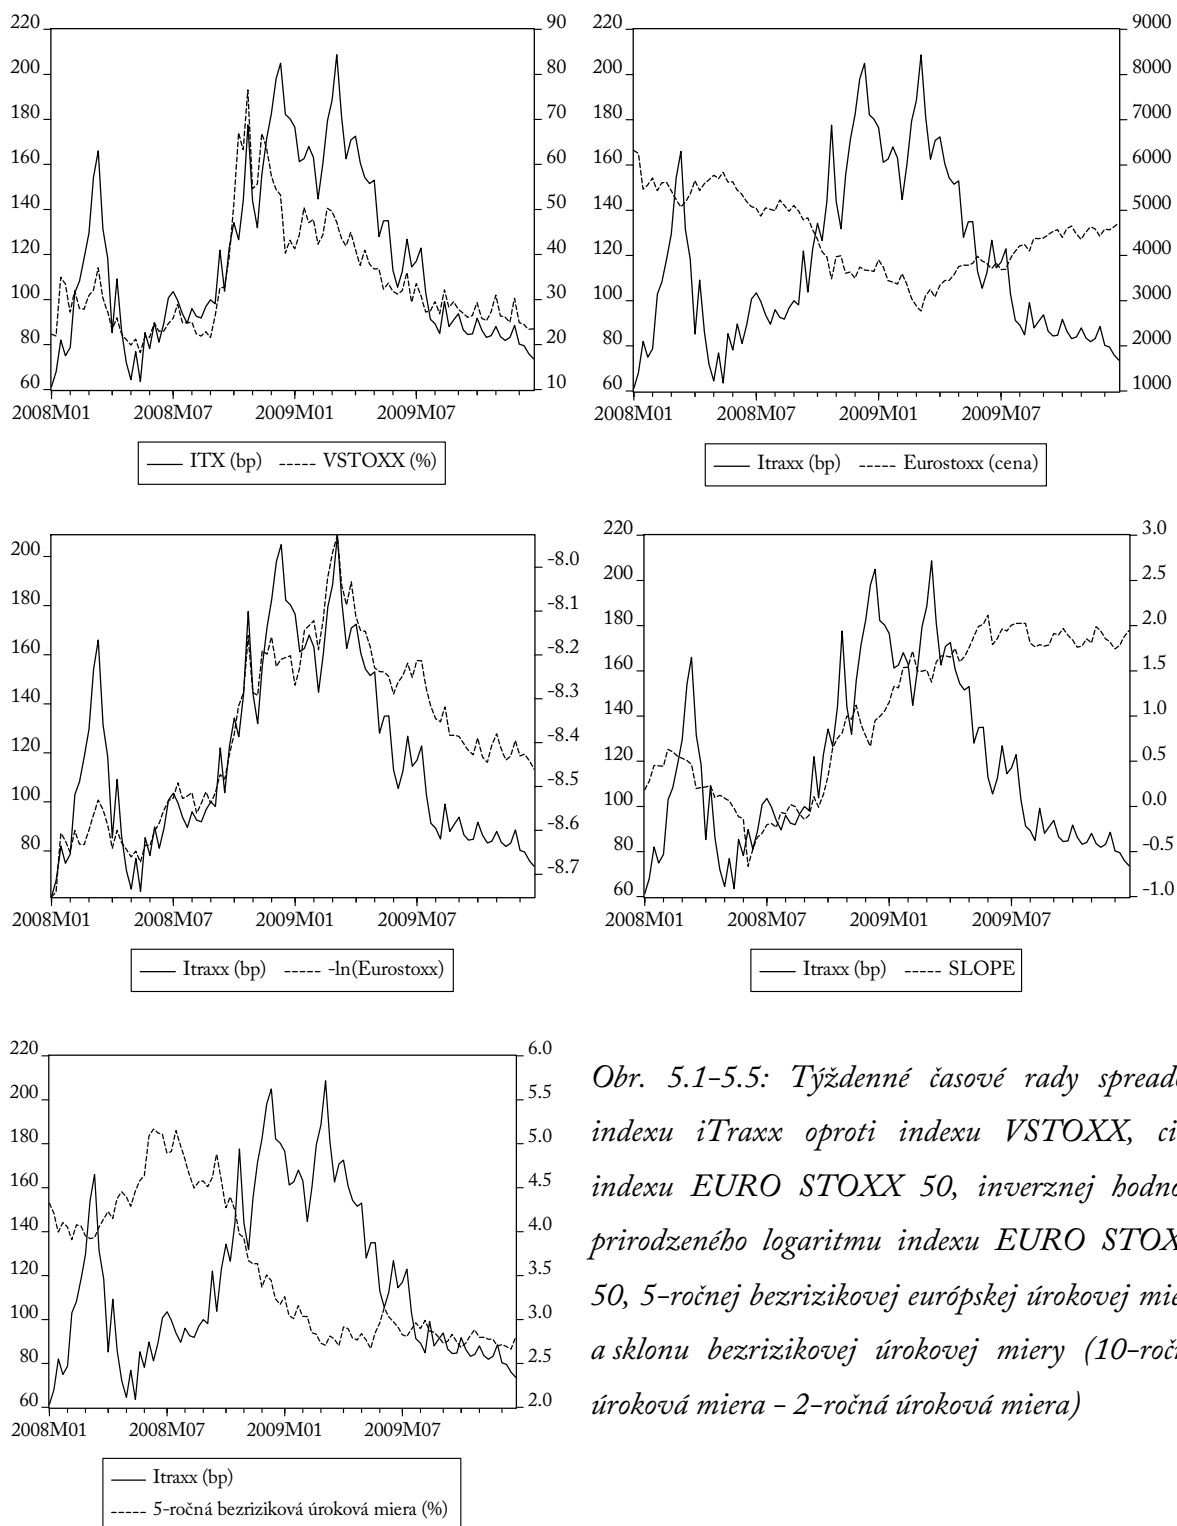 220 90
200 80
180 70
160 60
140 50
120 40
100 30
80 20
60 10
2008M01 2008M07 2009M01 2009M07
ITX (bp) VSTOXX (%)
220 9000
200 8000
180 7000
160 6000
140 5000
120 4000
100 3000
80 2000
60 1000
2008M01 2008M07 2009M01 2009M07
Itraxx (bp) Eurostoxx (cena)
200 -8.0
180 -8.1
160 -8.2
140 -8.3
120 -8.4
100 -8.5
80 -8.6
-8.7
2008M01 2008M07 2009M01 2009M07
Itraxx (bp) -ln(Eurostoxx)
220 3.0
200 2.5
180 2.0
160 1.5
140 1.0
120 0.5
100 0.0
80 -0.5
60 -1.0
2008M01 2008M07 2009M01 2009M07
Itraxx (bp) SLOPE
220 6.0
200 5.5
180 5.0
160 4.5
140 4.0
120 3.5
100 3.0
80 2.5
60 2.0
2008M01 2008M07 2009M01 2009M07
Itraxx (bp)
5-ročná bezriziková úroková miera (%)
Obr. 5.1-5.5: Týždenné časové rady
indexu iTraxx oproti indexu VSTOXX,
indexu EURO STOXX 50, inverznej
prirodzeného logaritmu indexu EURO
50, 5-ročnej bezrizikovej európskej úrokovej
a sklonu bezrizikovej úrokovej miery
úroková miera - 2-ročná úroková miera)